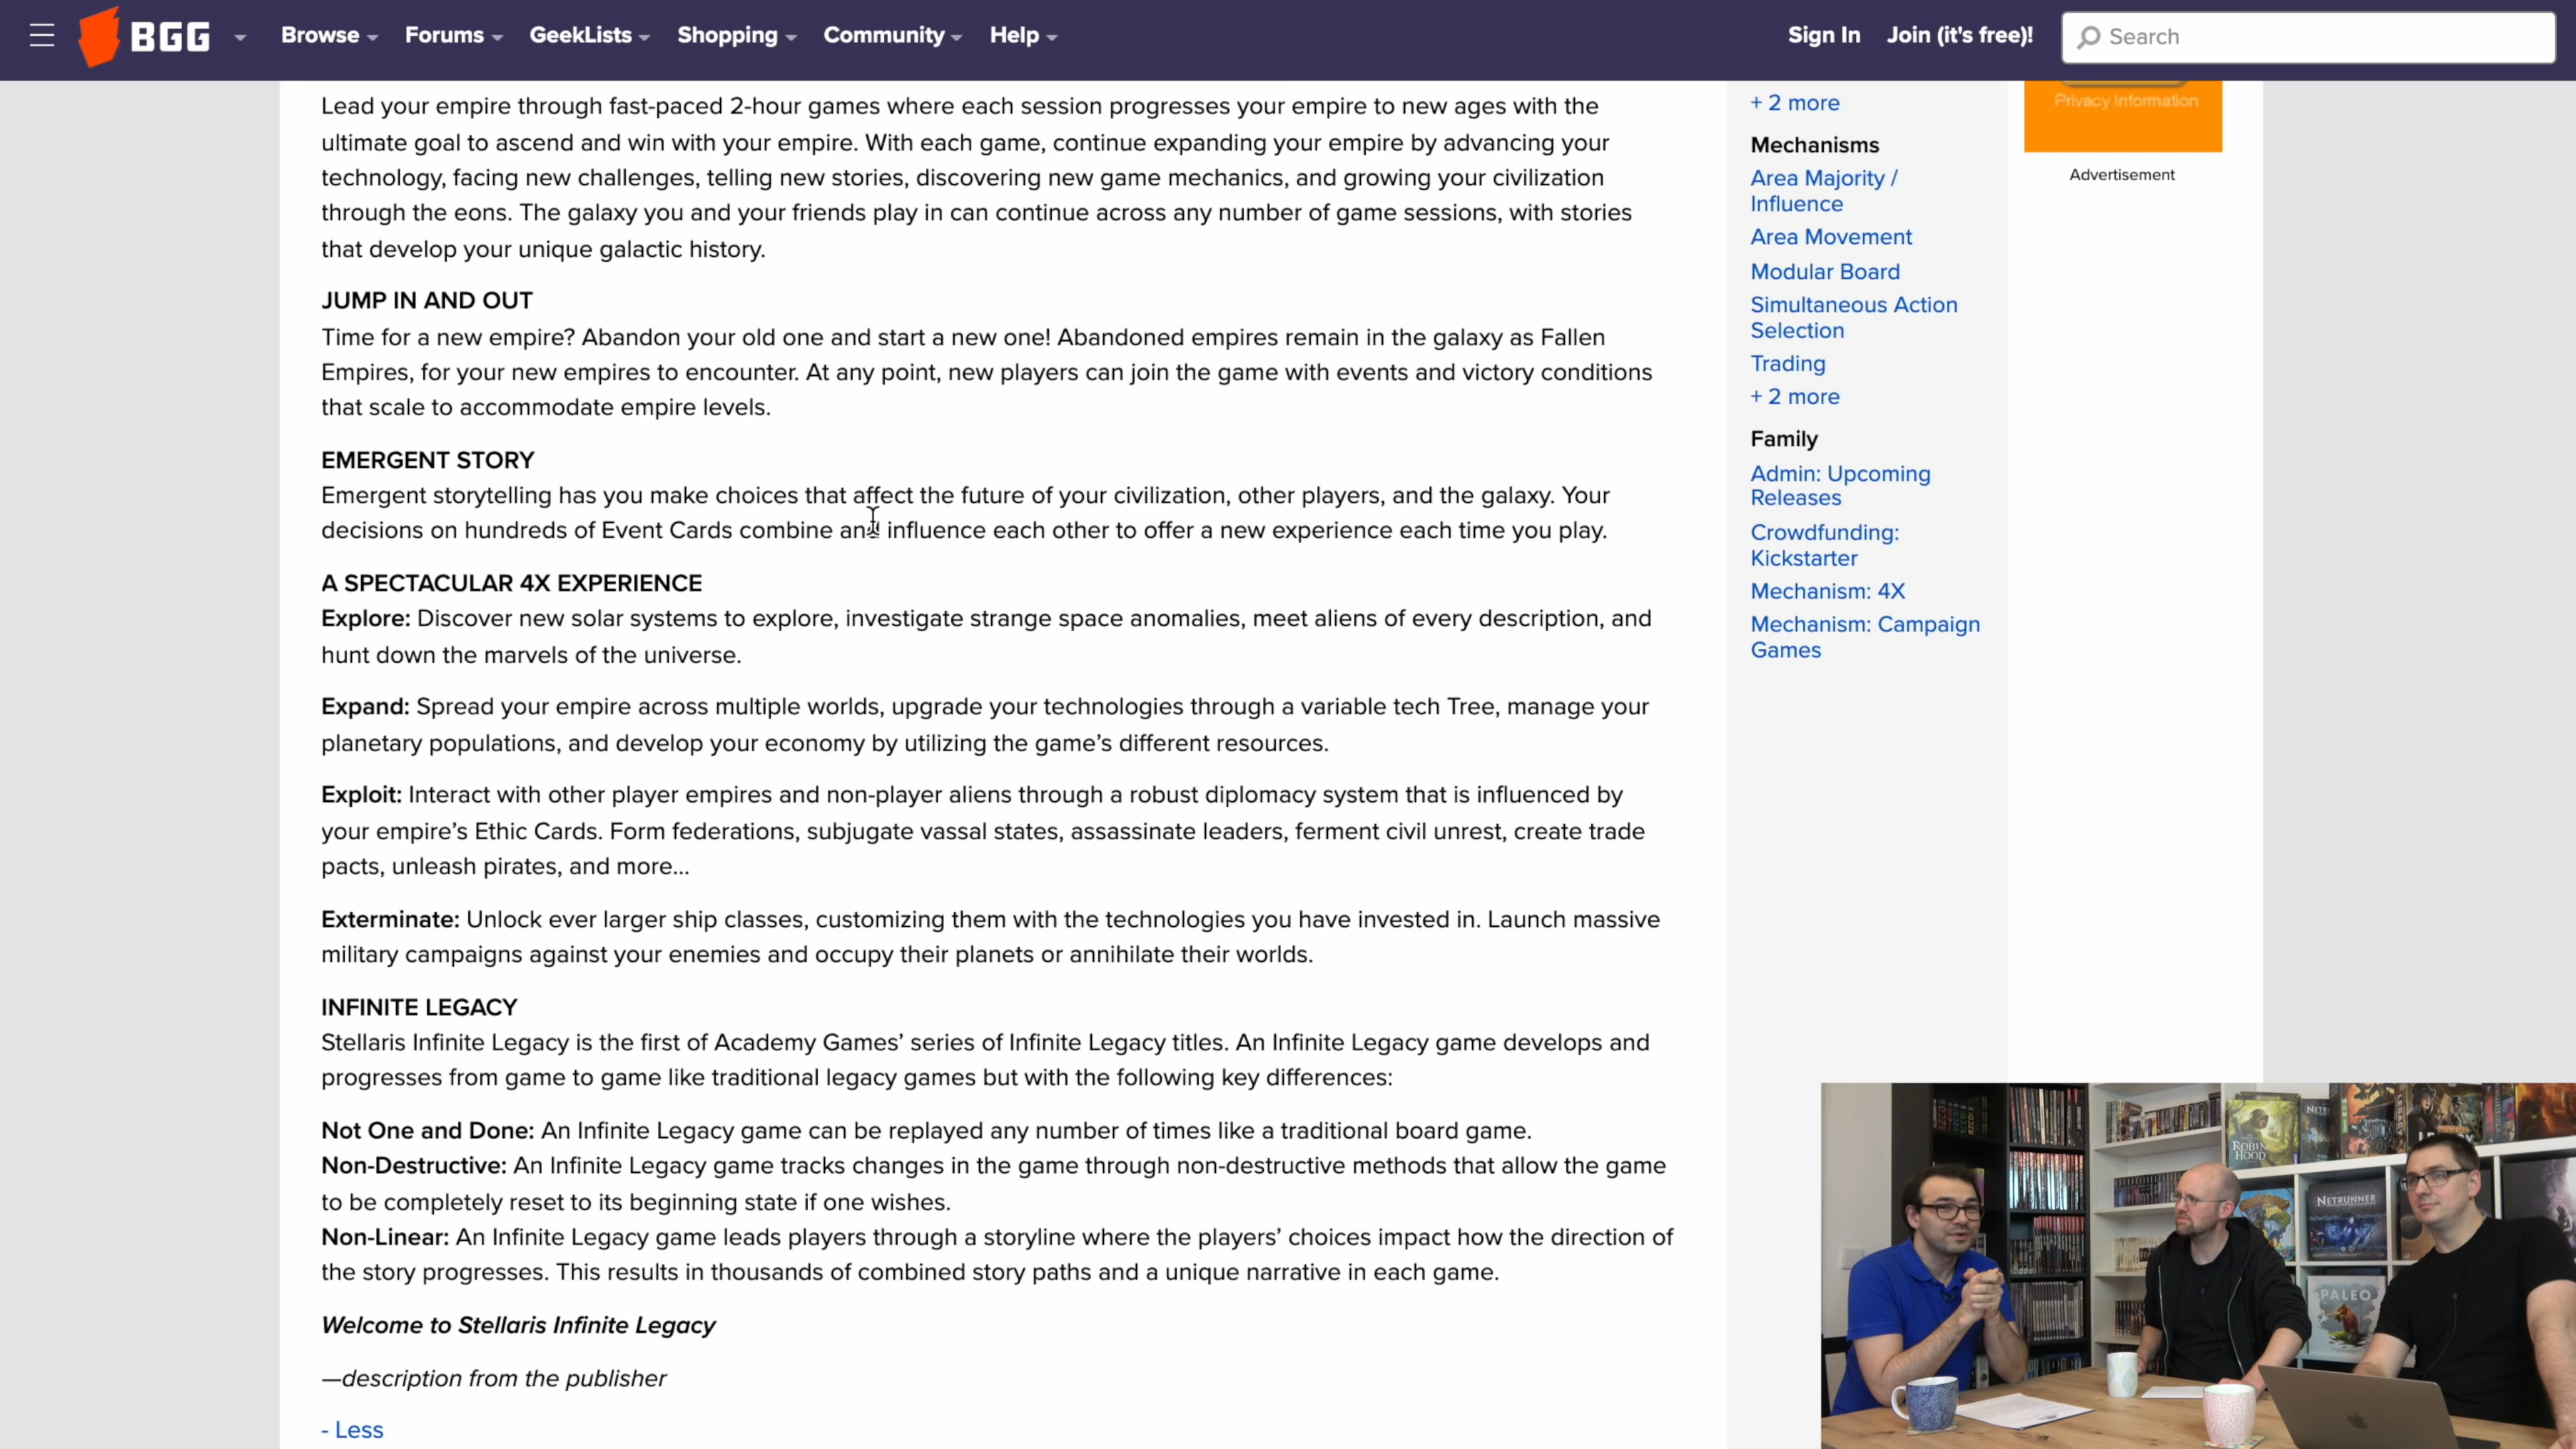 BGG
Browse
Forums
GeekLists
Shopping
Community
Help
Sign In
Join (it's free)!
Search
Lead your empire through fast-paced 2-hour games where each session progresses your empire to new ages with the
ultimate goal to ascend and win with your empire. With each game, continue expanding your empire by advancing your
technology, facing new challenges, telling new stories, discovering new game mechanics, and growing your civilization
through the eons. The galaxy you and your friends play in can continue across any number of game sessions, with stories
that develop your unique galactic history.
JUMP IN AND OUT
Time for a new empire? Abandon your old one and start a new one! Abandoned empires remain in the galaxy as Fallen
Empires, for your new empires to encounter. At any point, new players can join the game with events and victory conditions
that scale to accommodate empire levels.
EMERGENT STORY
Emergent storytelling has you make choices that affect the future of your civilization, other players, and the galaxy. Your
decisions on hundreds of Event Cards combine and influence each other to offer a new experience each time you play.
A SPECTACULAR 4X EXPERIENCE
Explore: Discover new solar systems to explore, investigate strange space anomalies, meet aliens of every description, and
hunt down the marvels of the universe.
Expand: Spread your empire across multiple worlds, upgrade your technologies through a variable tech Tree, manage your
planetary populations, and develop your economy by utilizing the game’s different resources.
Exploit: Interact with other player empires and non-player aliens through a robust diplomacy system that is influenced by
your empire’s Ethic Cards. Form federations, subjugate vassal states, assassinate leaders, ferment civil unrest, create trade
pacts, unleash pirates, and more...
Exterminate: Unlock ever larger ship classes, customizing them with the technologies you have invested in. Launch massive
military campaigns against your enemies and occupy their planets or annihilate their worlds.
INFINITE LEGACY
Stellaris Infinite Legacy is the first of Academy Games’ series of Infinite Legacy titles. An Infinite Legacy game develops and
progresses from game to game like traditional legacy games but with the following key differences:
Not One and Done: An Infinite Legacy game can be replayed any number of times like a traditional board game.
Non-Destructive: An Infinite Legacy game tracks changes in the game through non-destructive methods that allow the game
to be completely reset to its beginning state if one wishes.
Non-Linear: An Infinite Legacy game leads players through a storyline where the players’ choices impact how the direction of
the story progresses. This results in thousands of combined story paths and a unique narrative in each game.
Welcome to Stellaris Infinite Legacy
—description from the publisher
- Less
+ 2 more
Mechanisms
Area Majority /
Influence
Area Movement
Modular Board
Simultaneous Action
Selection
Trading
+ 2 more
Family
Admin: Upcoming
Releases
Crowdfunding:
Kickstarter
Mechanism: 4X
Mechanism: Campaign
Games
Privacy Information
Advertisement
ROBIN
HOOD
NETRUNNER
PALEO